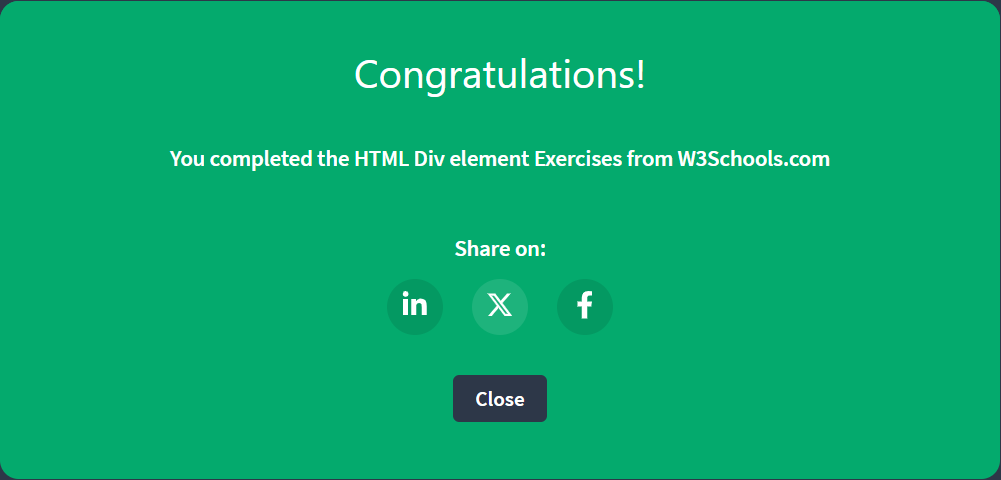 Congratulations!
You completed the HTML Div element Exercises from W3Schools.com
Share on:
in X f
Close